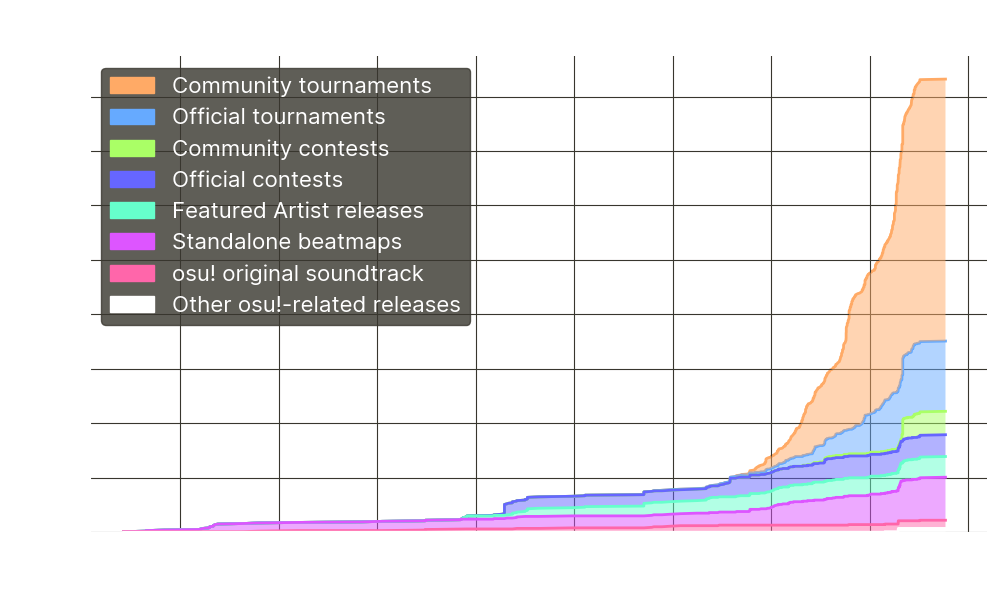 Community tournaments
Official tournaments
Community contests
Official contests
Featured Artist releases
Standalone beatmaps
osu! original soundtrack
Other osu!-related releases